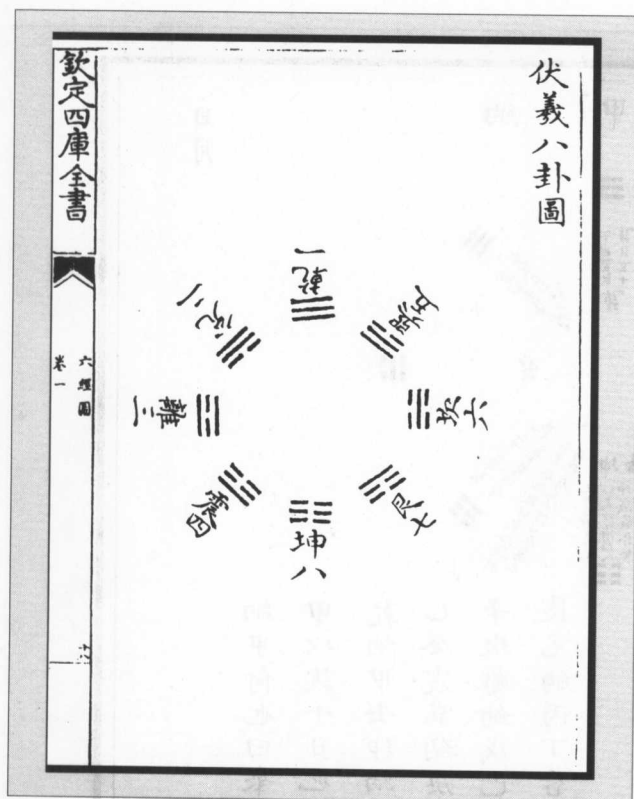 伏羲八卦圖
乾一
兌二
離三
震四
巽五
坎六
艮七
坤八
欽定四庫全書
六經圖
卷一